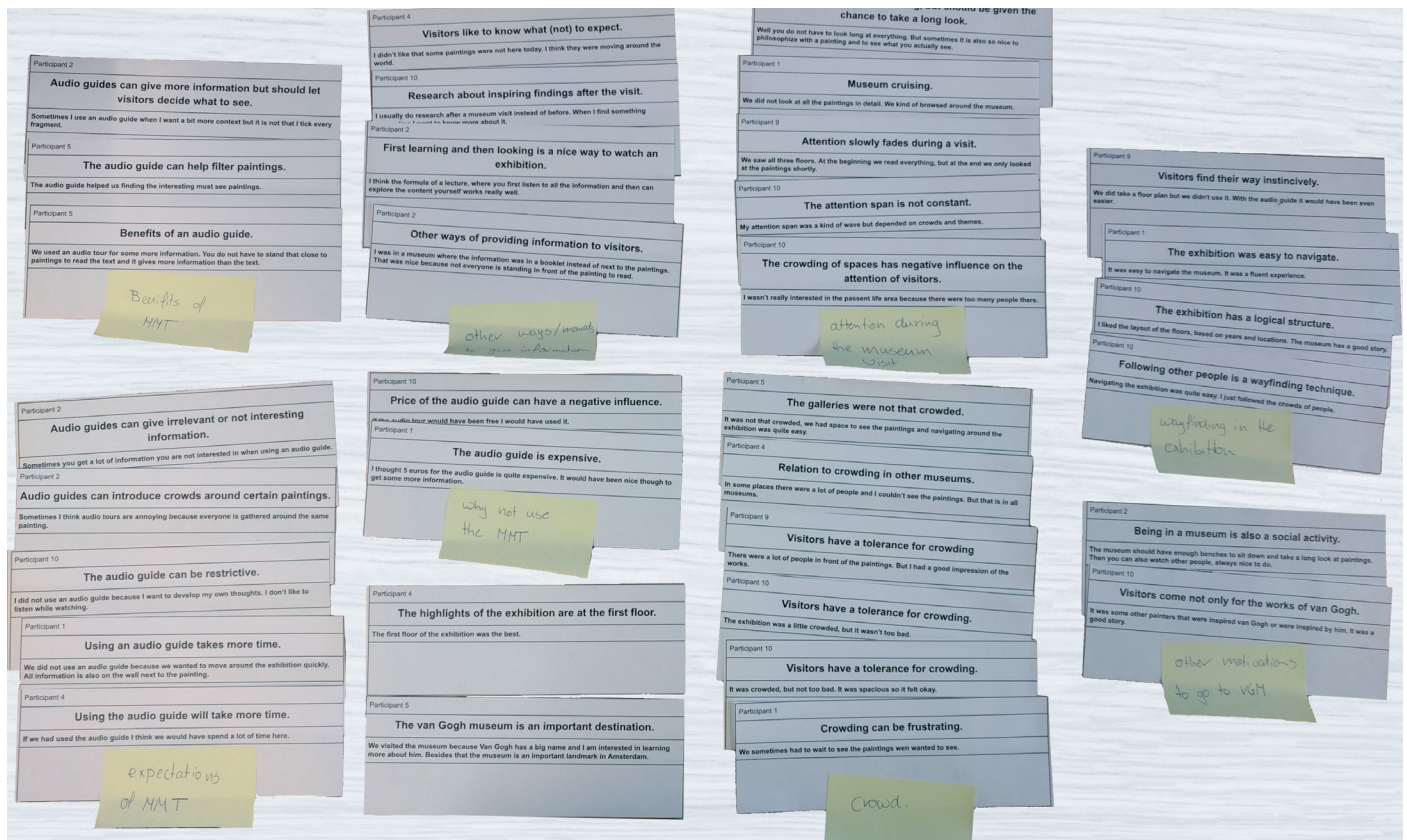 Participant 2
Audio guides can give more information but should let
visitors decide what to see.
Sometimes I use an audio guide when I want a bit more context but it is not that I tick every
fragment.
Participant 5
The audio guide can help filter paintings.
The audio guide helped us finding the interesting must see paintings.
Participant 5
Benefits of an audio guide.
We used an audio tour for some more information. You do not have to stand that close to
paintings to read the text and it gives more information than the text.
Benifits of
MMT
Participant 4
Visitors like to know what (not) to expect.
I didn't like that some paintings were not here today. I think they were moving around the
world.
Participant 10
Research about inspiring findings after the visit.
I usually do research after a museum visit instead of before. When I find something
I want to know more about it.
Participant 2
First learning and then looking is a nice way to watch an
exhibition.
I think the formula of a lecture, where you first listen to all the information and then can
explore the content yourself works really well.
Participant 2
Other ways of providing information to visitors.
I was in a museum where the information was in a booklet instead of next to the paintings.
That was nice because not everyone is standing in front of the painting to read.
other ways/
to give information
should be given the
chance to take a long look.
Well you do not have to look long at everything. But sometimes it is also so nice to
philosophize with a painting and to see what you actually see.
Participant 1
Museum cruising.
We did not look at all the paintings in detail. We kind of browsed around the museum.
Participant 9
Attention slowly fades during a visit.
We saw all three floors. At the beginning we read everything, but at the end we only looked
at the paintings shortly.
Participant 10
The attention span is not constant.
My attention span was a kind of wave but depended on crowds and themes.
Participant 10
The crowding of spaces has negative influence on the
attention of visitors.
I wasn't really interested in the passent life area because there were too many people there.
attention during
the museum
visit
Participant 9
Visitors find their way instinctively.
We did take a floor plan but we didn't use it. With the audio guide it would have been even
easier.
Participant 1
The exhibition was easy to navigate.
It was easy to navigate the museum. It was a fluent experience.
Participant 10
The exhibition has a logical structure.
I liked the layout of the floors, based on years and locations. The museum has a good story.
Participant 10
Following other people is a wayfinding technique.
Navigating the exhibition was quite easy. I just followed the crowds of people.
wayfinding in the
exhibition
Participant 2
Audio guides can give irrelevant or not interesting
information.
Sometimes you get a lot of information you are not interested in when using an audio guide.
Participant 2
Audio guides can introduce crowds around certain paintings.
Sometimes I think audio tours are annoying because everyone is gathered around the same
painting.
Participant 10
The audio guide can be restrictive.
I did not use an audio guide because I want to develop my own thoughts. I don't like to
listen while watching.
Participant 1
Using an audio guide takes more time.
We did not use an audio guide because we wanted to move around the exhibition quickly.
All information is also on the wall next to the painting.
Participant 4
Using the audio guide will take more time.
If we had used the audio guide I think we would have spend a lot of time here.
expectations
of MMT
Participant 10
Price of the audio guide can have a negative influence.
If the audio tour would have been free I would have used it.
Participant 1
The audio guide is expensive.
I thought 5 euros for the audio guide is quite expensive. It would have been nice though to
get some more information.
why not use
the MMT
Participant 4
The highlights of the exhibition are at the first floor.
The first floor of the exhibition was the best.
Participant 5
The van Gogh museum is an important destination.
We visited the museum because Van Gogh has a big name and I am interested in learning
more about him. Besides that the museum is an important landmark in Amsterdam.
Participant 5
The galleries were not that crowded.
It was not that crowded, we had space to see the paintings and navigating around the
exhibition was quite easy.
Participant 4
Relation to crowding in other museums.
In some places there were a lot of people and I couldn't see the paintings. But that is in all
museums.
Participant 9
Visitors have a tolerance for crowding
There were a lot of people in front of the paintings. But I had a good impression of the
works.
Participant 10
Visitors have a tolerance for crowding.
The exhibition was a little crowded, but it wasn't too bad.
Participant 10
Visitors have a tolerance for crowding.
It was crowded, but not too bad. It was spacious so it felt okay.
Participant 1
Crowding can be frustrating.
We sometimes had to wait to see the paintings wen wanted to see.
Crowd.
Participant 2
Being in a museum is also a social activity.
The museum should have enough benches to sit down and take a long look at paintings.
Then you can also watch other people, always nice to do.
Participant 10
Visitors come not only for the works of van Gogh.
It was some other painters that were inspired van Gogh or were inspired by him. It was a
good story.
other motivations
to go to VGM